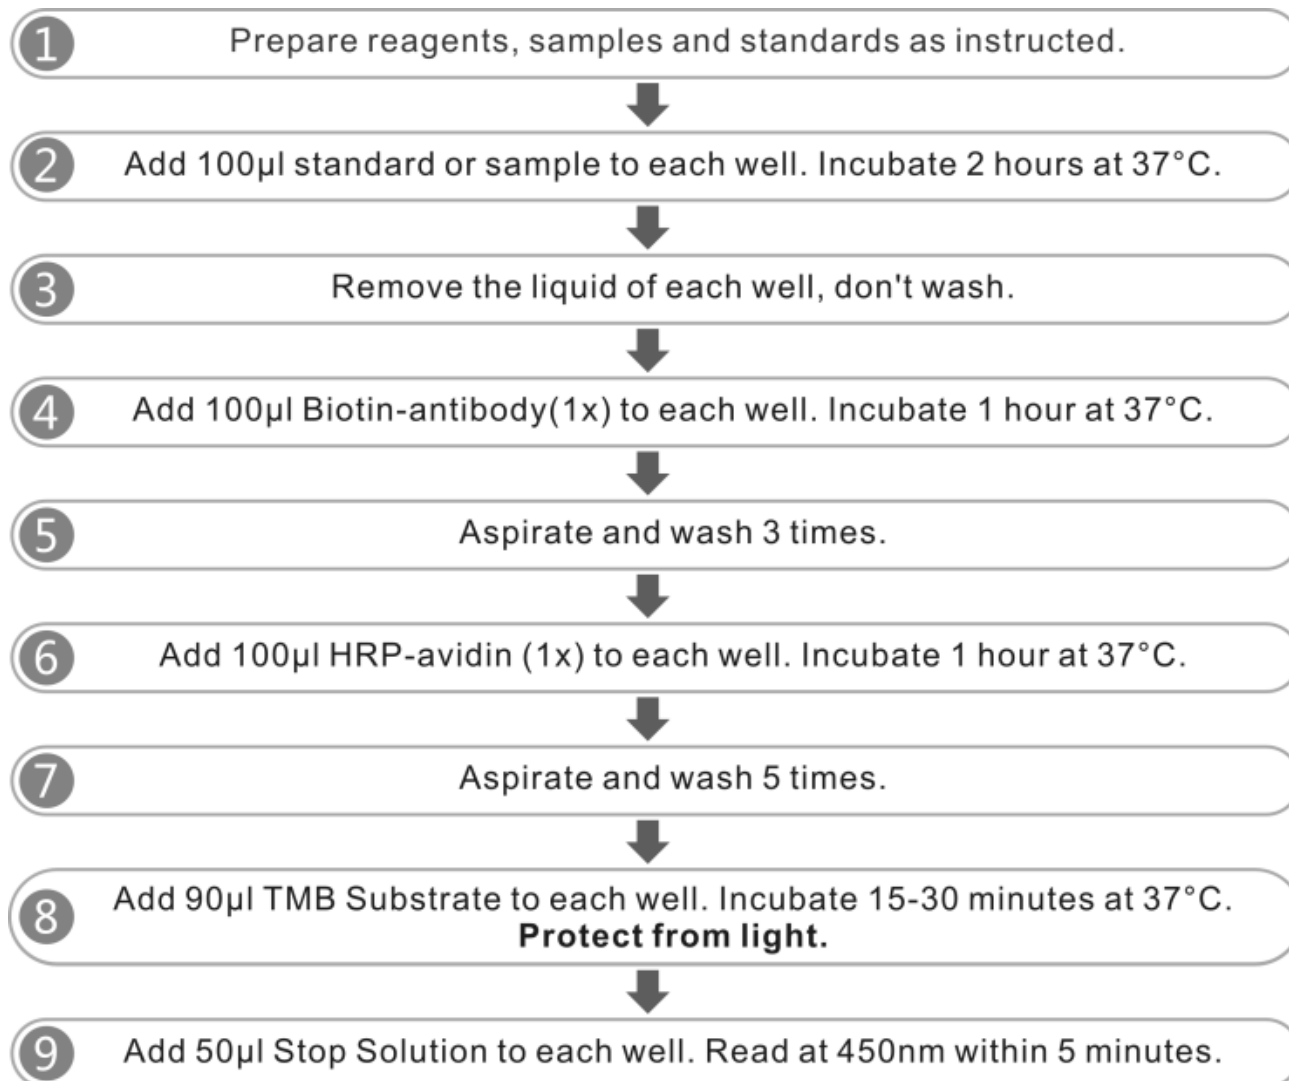 1 Prepare reagents, samples and standards as instructed.
2 Add 100µl standard or sample to each well. Incubate 2 hours at 37°C.
3 Remove the liquid of each well, don't wash.
4 Add 100µl Biotin-antibody(1x) to each well. Incubate 1 hour at 37°C.
5 Aspirate and wash 3 times.
6 Add 100µl HRP-avidin (1x) to each well. Incubate 1 hour at 37°C.
7 Aspirate and wash 5 times.
8 Add 90µl TMB Substrate to each well. Incubate 15-30 minutes at 37°C.
Protect from light.
9 Add 50µl Stop Solution to each well. Read at 450nm within 5 minutes.